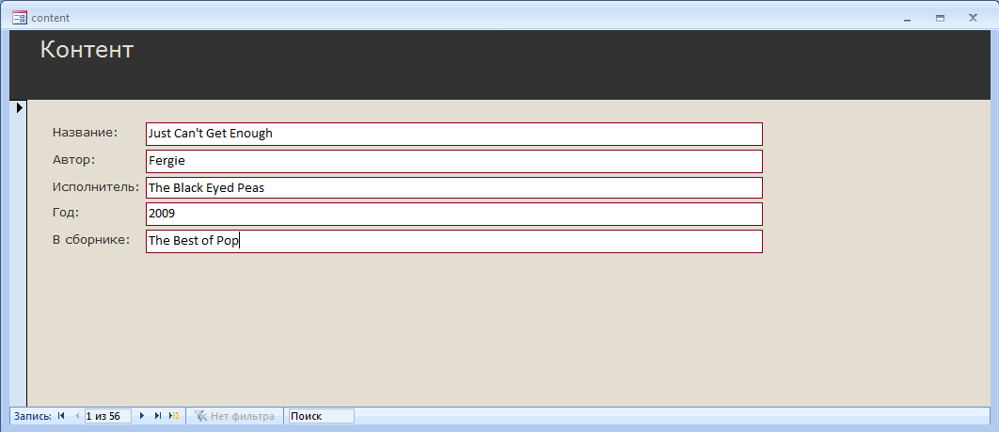 content
Контент
Название: Just Can't Get Enough
Автор: Fergie
Исполнитель: The Black Eyed Peas
Год: 2009
В сборнике: The Best of Pop
Запись: 1 из 56 Нет фильтра Поиск